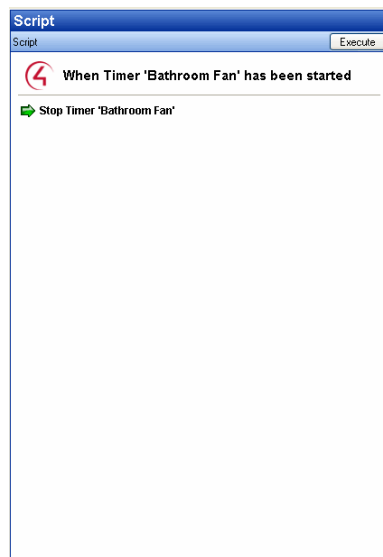 Script
Script Execute
When Timer 'Bathroom Fan' has been started
Stop Timer 'Bathroom Fan'